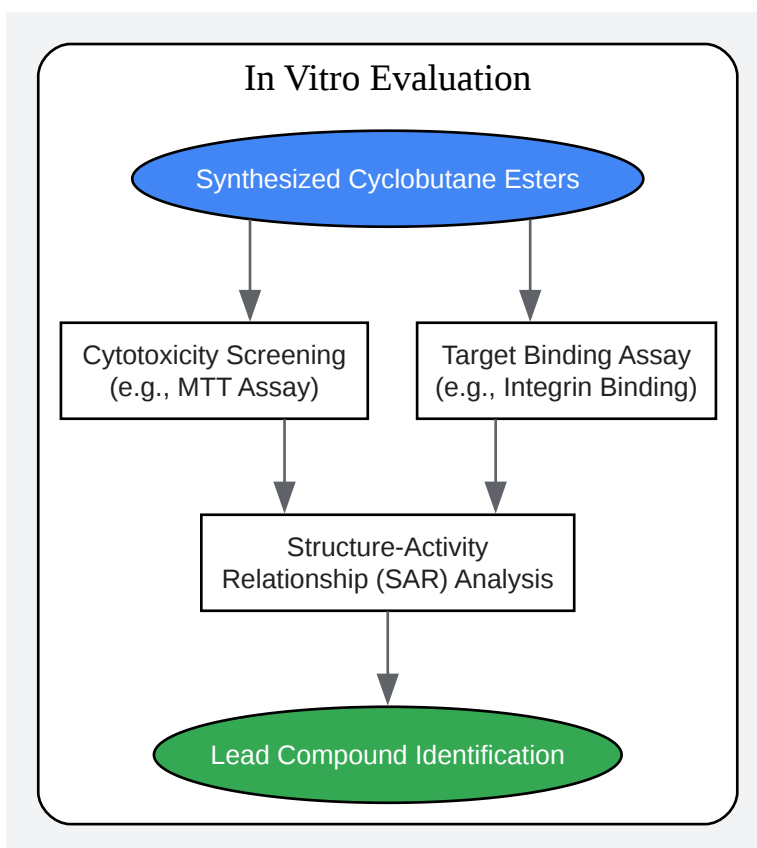 In Vitro Evaluation
Synthesized Cyclobutane Esters
Cytotoxicity Screening
(e.g., MTT Assay)
Target Binding Assay
(e.g., Integrin Binding)
Structure-Activity
Relationship (SAR) Analysis
Lead Compound Identification